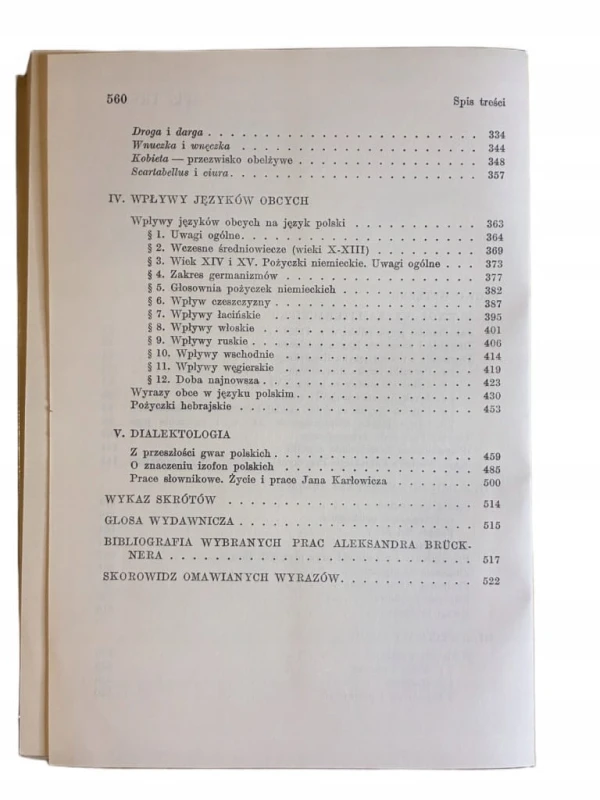 560 Spis treści
Droga i darga . . . . . . . . . . . . . . . . . . . . . . . . 334
Wnuczka i wnęczka . . . . . . . . . . . . . . . . . . . . . 344
Kobieta — przezwisko obelżywe . . . . . . . . . . . . . . . . 348
Scartabellus i ciura . . . . . . . . . . . . . . . . . . . . . . 357
IV. WPŁYWY JĘZYKÓW OBCYCH
Wpływy języków obcych na język polski . . . . . . . . . . . 363
§ 1. Uwagi ogólne . . . . . . . . . . . . . . . . . . . . 364
§ 2. Wczesne średniowiecze (wieki X-XIII) . . . . . . . . . 369
§ 3. Wiek XIV i XV. Pożyczki niemieckie. Uwagi ogólne . . . 373
§ 4. Zakres germanizmów . . . . . . . . . . . . . . . . . 377
§ 5. Głosownia pożyczek niemieckich . . . . . . . . . . . . 382
§ 6. Wpływ czeszczyzny . . . . . . . . . . . . . . . . . . 387
§ 7. Wpływy łacińskie . . . . . . . . . . . . . . . . . . . 395
§ 8. Wpływy włoskie . . . . . . . . . . . . . . . . . . . 401
§ 9. Wpływy ruskie . . . . . . . . . . . . . . . . . . . . 406
§ 10. Wpływy wschodnie . . . . . . . . . . . . . . . . . 414
§ 11. Wpływy węgierskie . . . . . . . . . . . . . . . . . 419
§ 12. Doba najnowsza . . . . . . . . . . . . . . . . . . . 423
Wyrazy obce w języku polskim . . . . . . . . . . . . . . . . 430
Pożyczki hebrajskie . . . . . . . . . . . . . . . . . . . . . 453
V. DIALEKTOLOGIA
Z przeszłości gwar polskich . . . . . . . . . . . . . . . . . . 459
O znaczeniu izofon polskich . . . . . . . . . . . . . . . . . 485
Prace słownikowe. Życie i prace Jana Karłowicza . . . . . . . . 500
WYKAZ SKRÓTÓW . . . . . . . . . . . . . . . . . . . . . . 514
GLOSA WYDAWNICZA . . . . . . . . . . . . . . . . . . . . . 515
BIBLIOGRAFIA WYBRANYCH PRAC ALEKSANDRA BRÜCK-
NERA . . . . . . . . . . . . . . . . . . . . . . . . . . . 517
SKOROWIDZ OMAWIANYCH WYRAZÓW . . . . . . . . . . . . 522